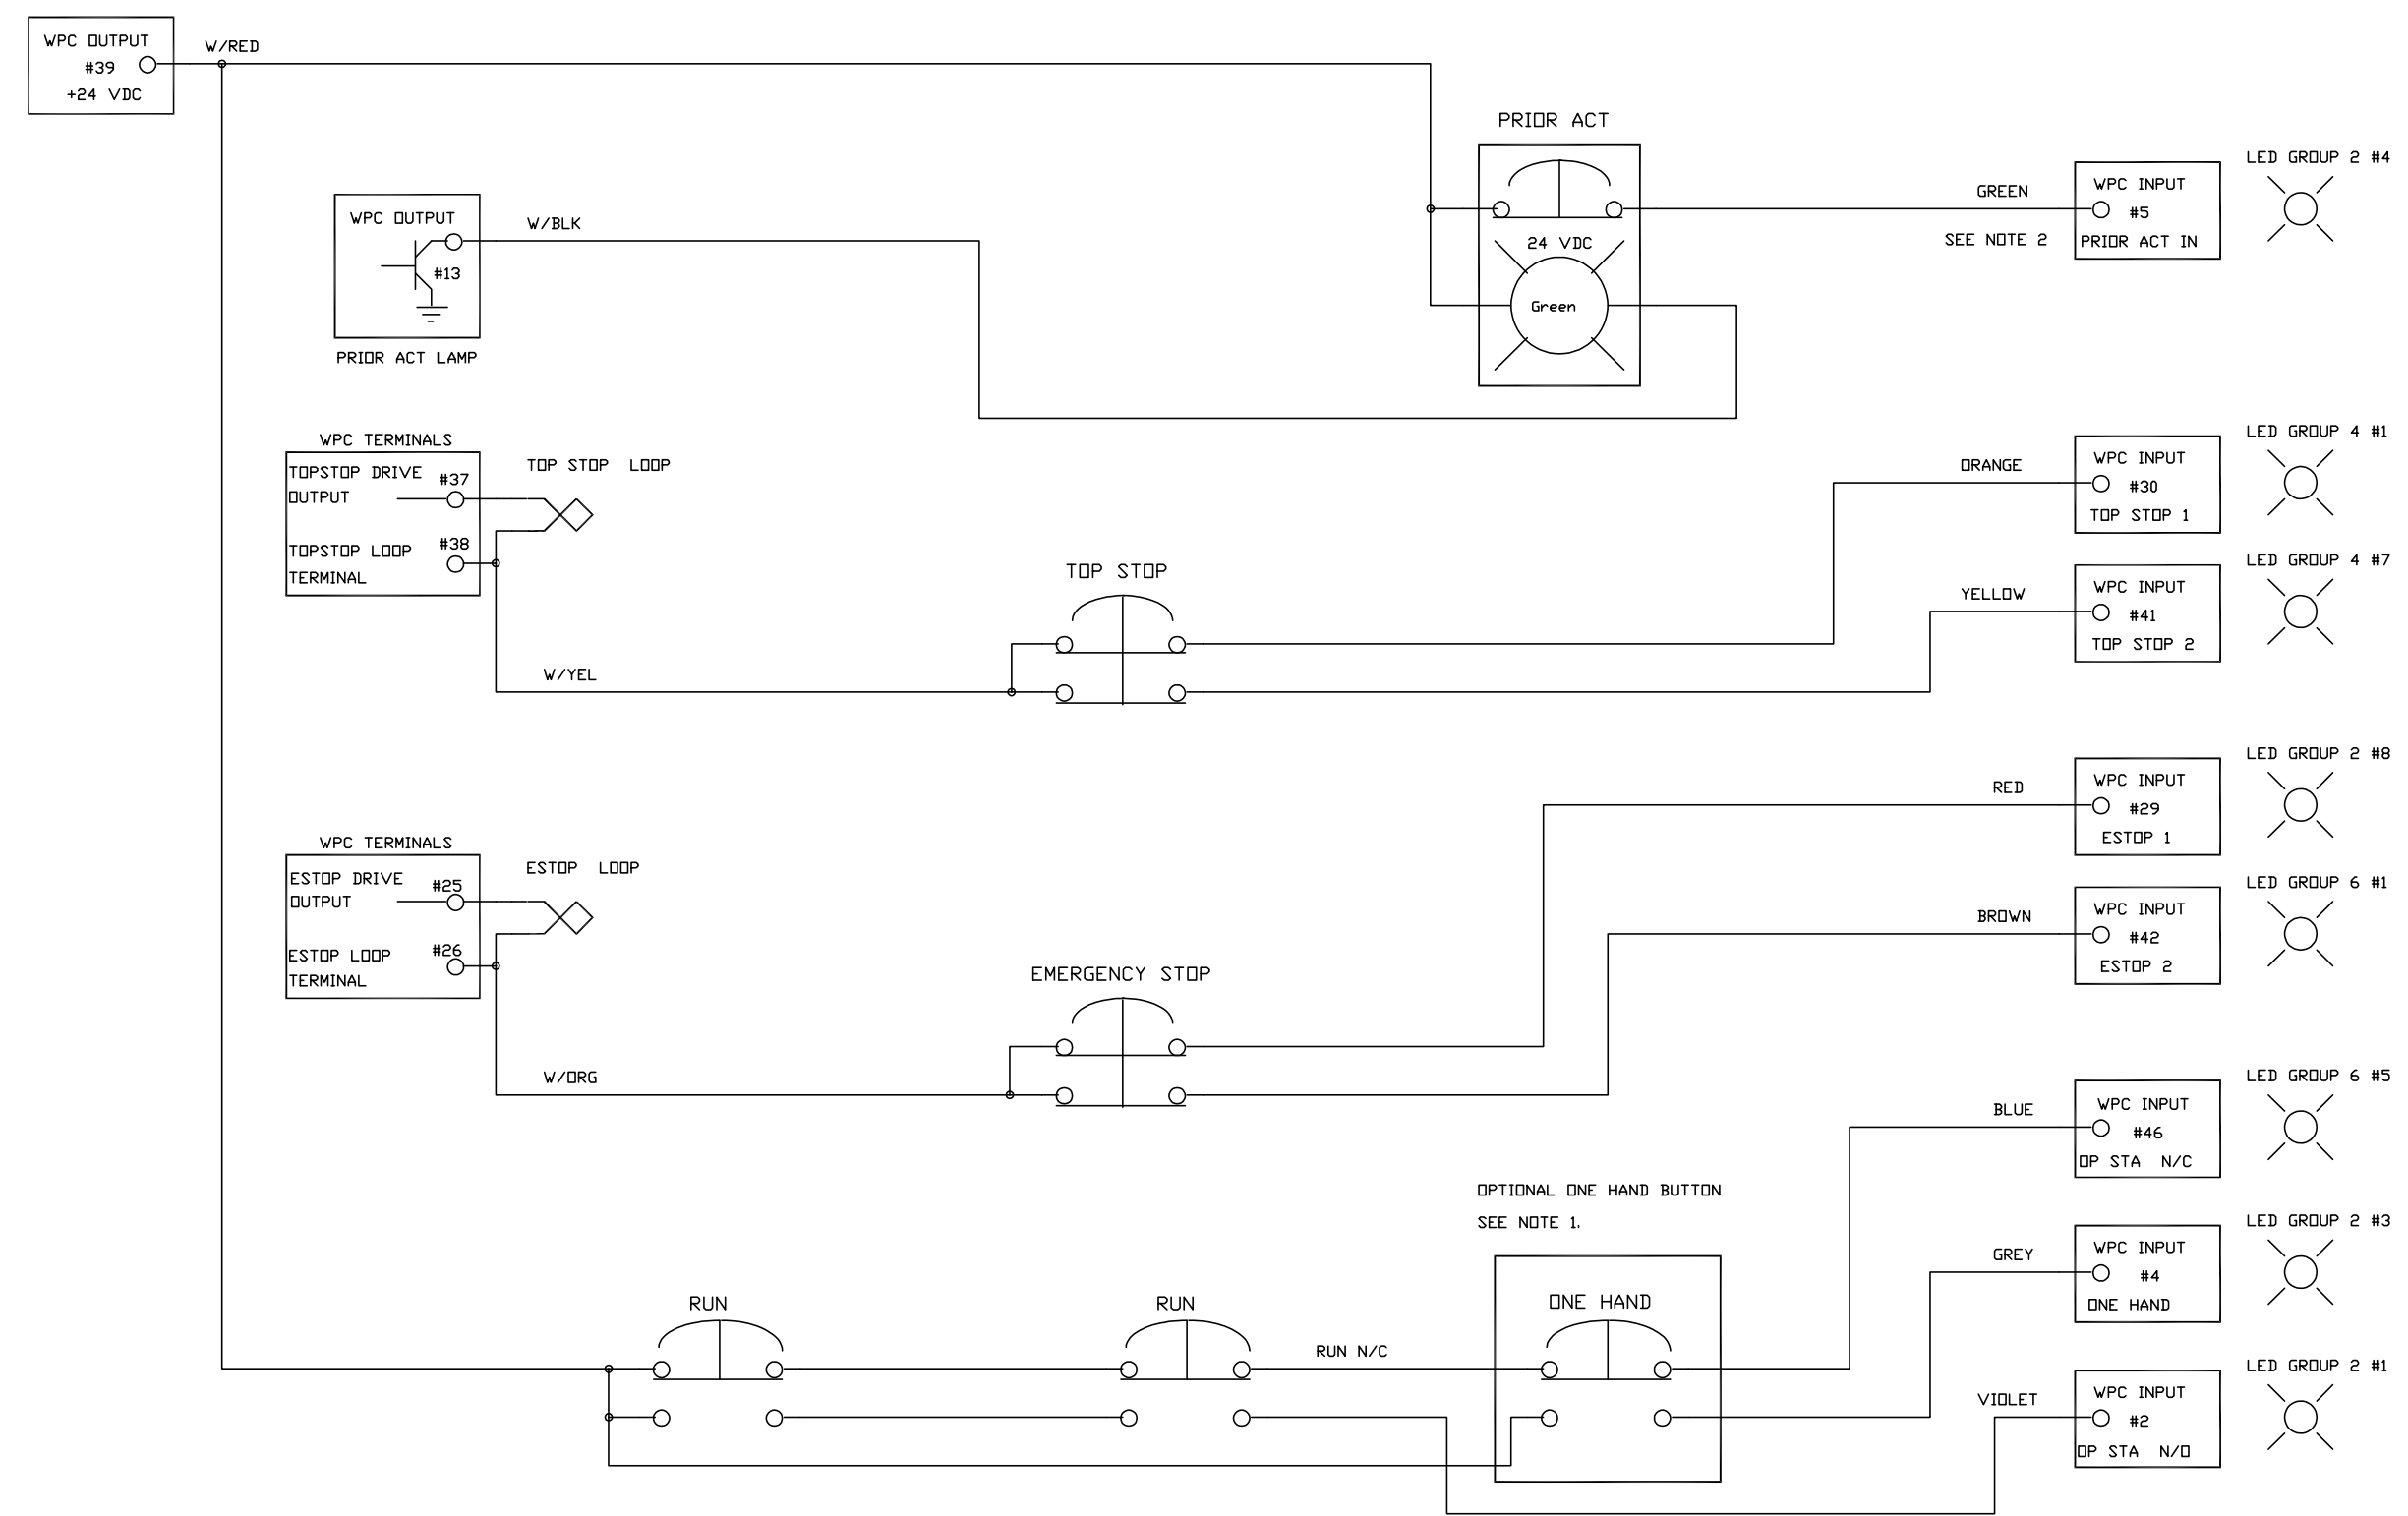 WPC OUTPUT
#39
+24 VDC
W/RED
PRIOR ACT
24 VDC
Green
GREEN
SEE NOTE 2
WPC INPUT
#5
PRIOR ACT IN
LED GROUP 2 #4
WPC OUTPUT
#13
PRIOR ACT LAMP
W/BLK
WPC TERMINALS
TOPSTOP DRIVE
OUTPUT
#37
TOPSTOP LOOP
TERMINAL
#38
TOP STOP LOOP
W/YEL
TOP STOP
ORANGE
WPC INPUT
#30
TOP STOP 1
LED GROUP 4 #1
YELLOW
WPC INPUT
#41
TOP STOP 2
LED GROUP 4 #7
WPC TERMINALS
ESTOP DRIVE
OUTPUT
#25
ESTOP LOOP
TERMINAL
#26
ESTOP LOOP
W/ORG
EMERGENCY STOP
RED
WPC INPUT
#29
ESTOP 1
LED GROUP 2 #8
BROWN
WPC INPUT
#42
ESTOP 2
LED GROUP 6 #1
BLUE
WPC INPUT
#46
OP STA N/C
LED GROUP 6 #5
OPTIONAL ONE HAND BUTTON
SEE NOTE 1.
RUN
RUN
RUN N/C
ONE HAND
GREY
WPC INPUT
#4
ONE HAND
LED GROUP 2 #3
VIOLET
WPC INPUT
#2
OP STA N/O
LED GROUP 2 #1